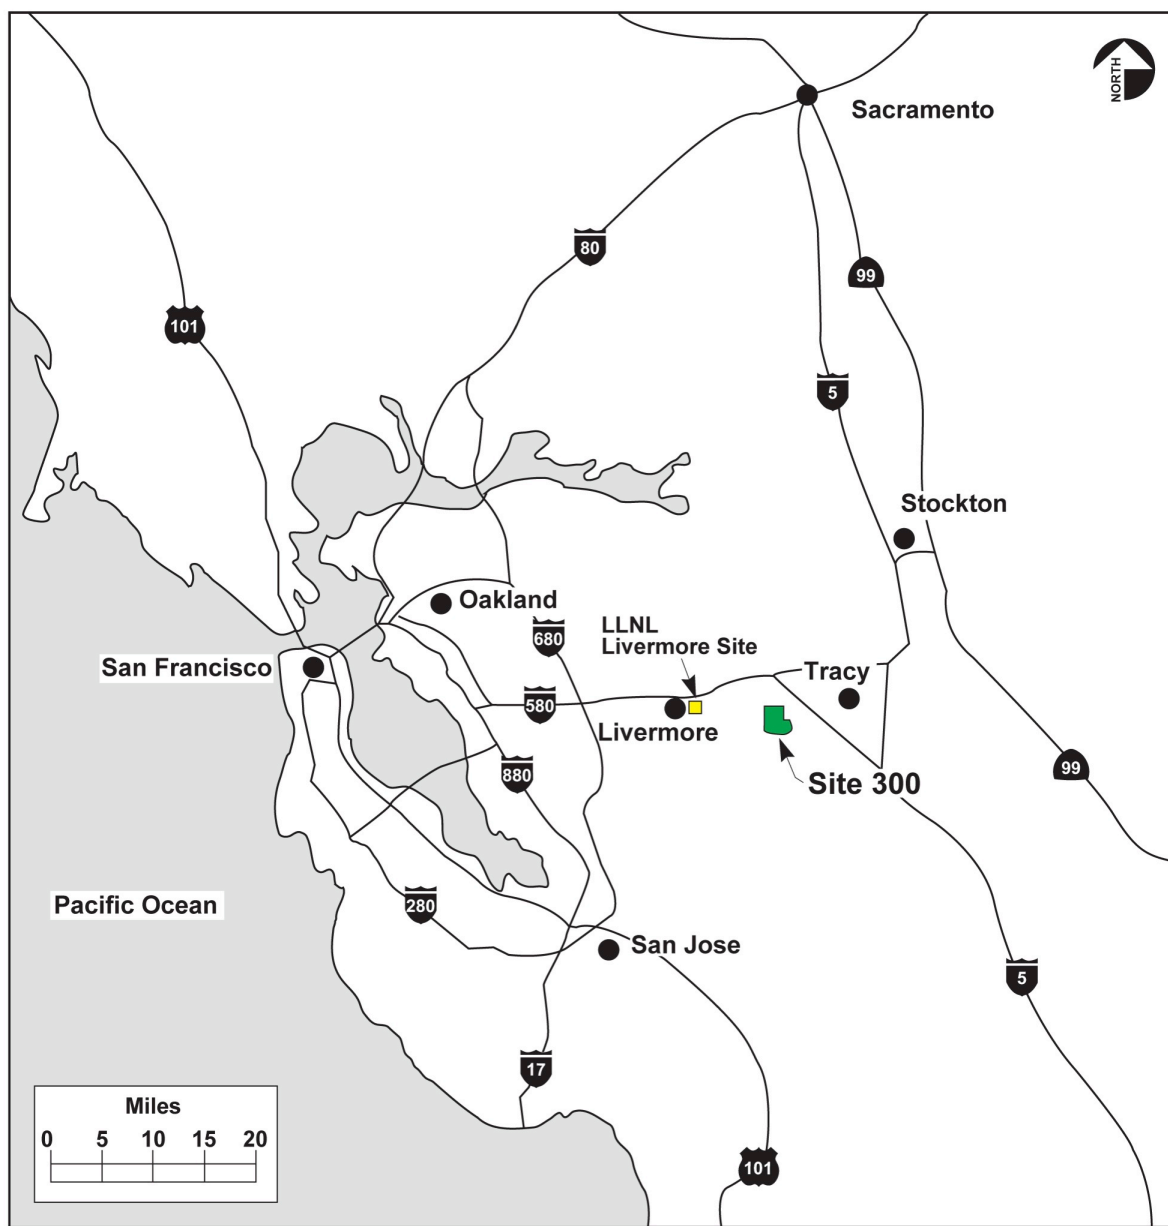 NORTH
Sacramento
80
99
101
5
Stockton
Oakland
680
LLNL
Livermore Site
San Francisco
Tracy
580
Livermore
880
99
Site 300
Pacific Ocean
280
San Jose
5
17
Miles
0 5 10 15 20
101